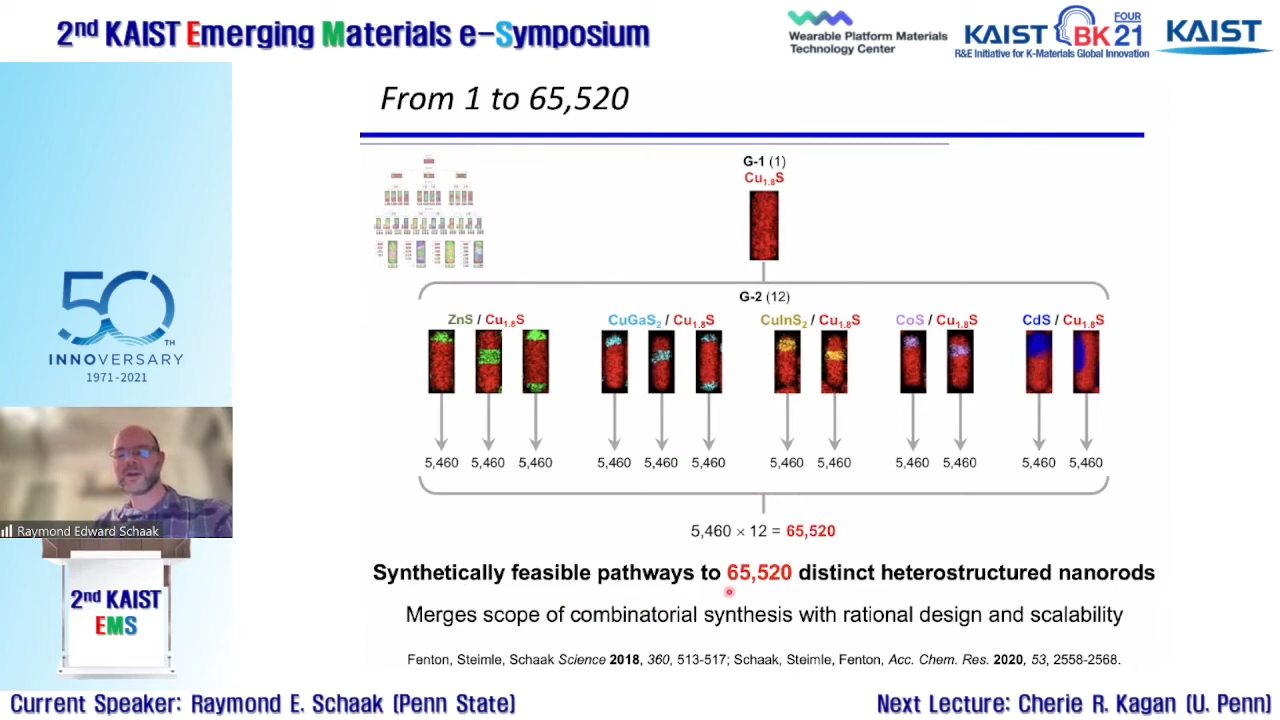 2nd KAIST Emerging Materials e-Symposium
Wearable Platform Materials
Technology Center
KAIST BK21 FOUR
R&E Initiative for K-Materials Global Innovation
KAIST
From 1 to 65,520
G-1 (1)
Cu1.8S
G-2 (12)
ZnS / Cu1.8S
CuGaS2 / Cu1.8S
CuInS2 / Cu1.8S
CoS / Cu1.8S
CdS / Cu1.8S
5,460 5,460 5,460 5,460 5,460 5,460 5,460 5,460 5,460 5,460 5,460 5,460
5,460 × 12 = 65,520
Synthetically feasible pathways to 65,520 distinct heterostructured nanorods
Merges scope of combinatorial synthesis with rational design and scalability
Fenton, Steimle, Schaak Science 2018, 360, 513-517; Schaak, Steimle, Fenton, Acc. Chem. Res. 2020, 53, 2558-2568.
50 TH
INNOVERSARY
1971-2021
Raymond Edward Schaak
2nd KAIST
EMS
Current Speaker: Raymond E. Schaak (Penn State)
Next Lecture: Cherie R. Kagan (U. Penn)